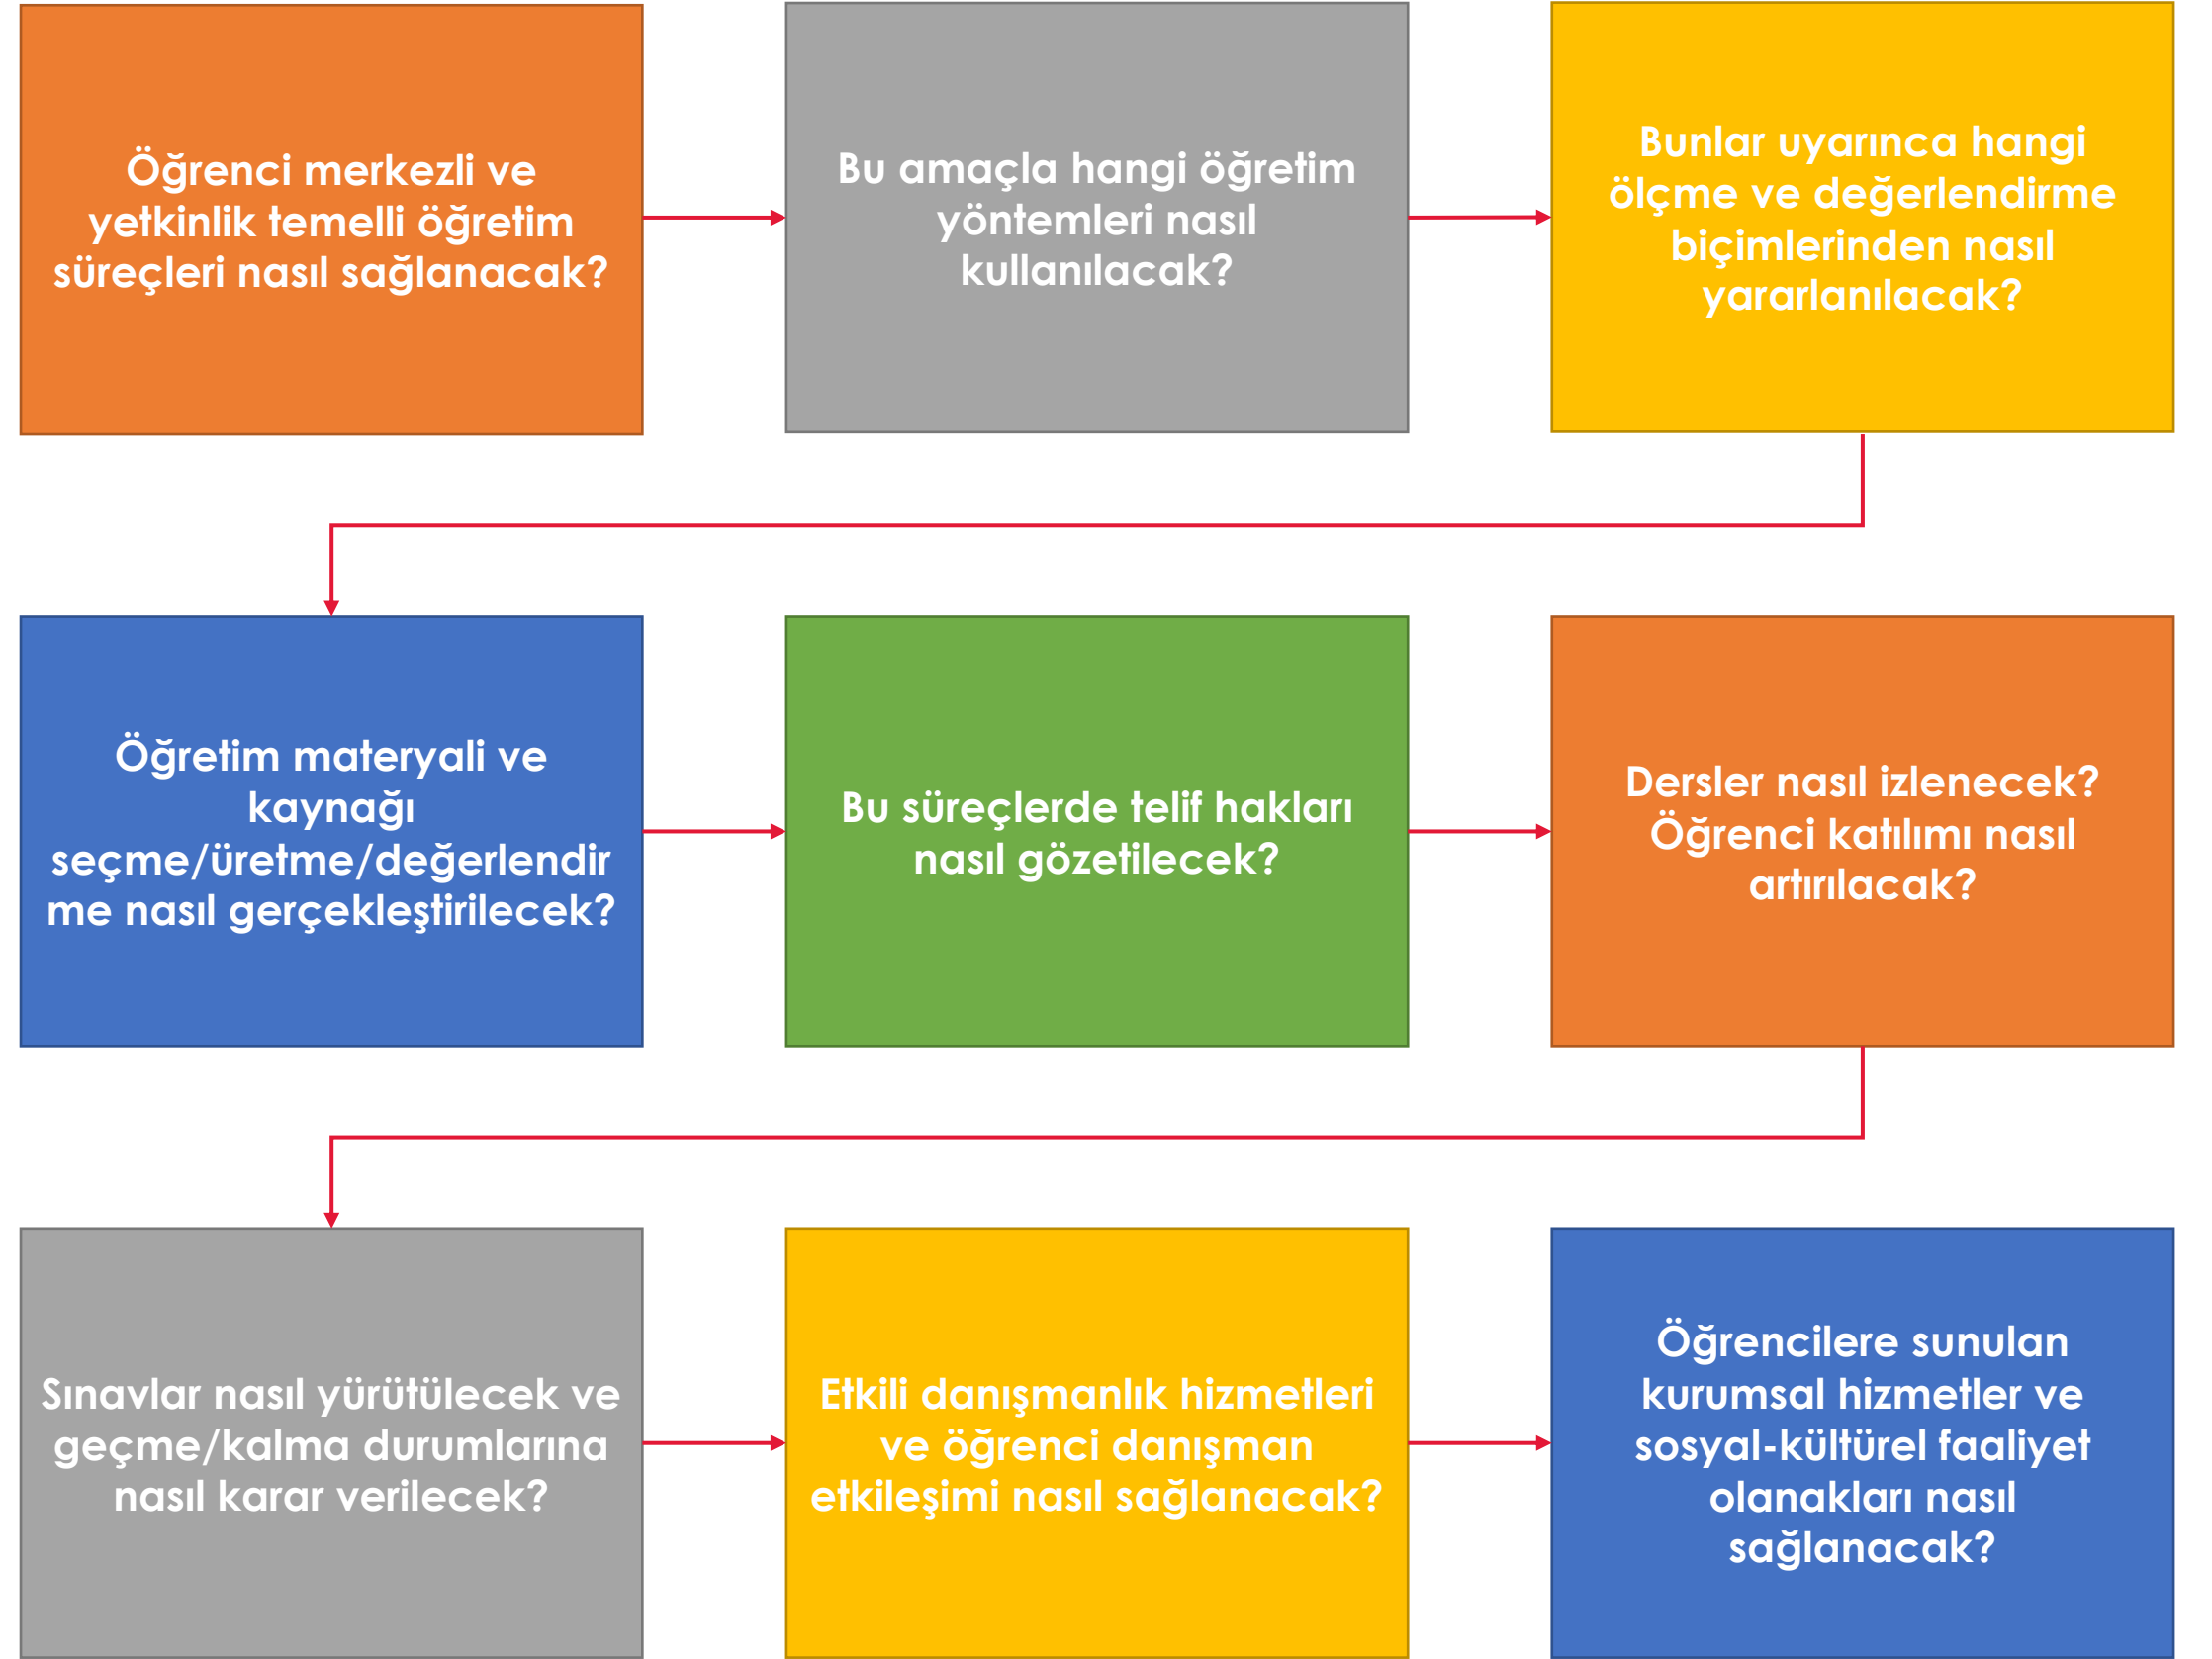 Öğrenci merkezli ve
yetkinlik temelli öğretim
süreçleri nasıl sağlanacak?
Bu amaçla hangi öğretim
yöntemleri nasıl
kullanılacak?
Bunlar uyarınca hangi
ölçme ve değerlendirme
biçimlerinden nasıl
yararlanılacak?
Öğretim materyali ve
kaynağı
seçme/üretme/değerlendir
me nasıl gerçekleştirilecek?
Bu süreçlerde telif hakları
nasıl gözetilecek?
Dersler nasıl izlenecek?
Öğrenci katılımı nasıl
artırılacak?
Sınavlar nasıl yürütülecek ve
geçme/kalma durumlarına
nasıl karar verilecek?
Etkili danışmanlık hizmetleri
ve öğrenci danışman
etkileşimi nasıl sağlanacak?
Öğrencilere sunulan
kurumsal hizmetler ve
sosyal-kültürel faaliyet
olanakları nasıl
sağlanacak?